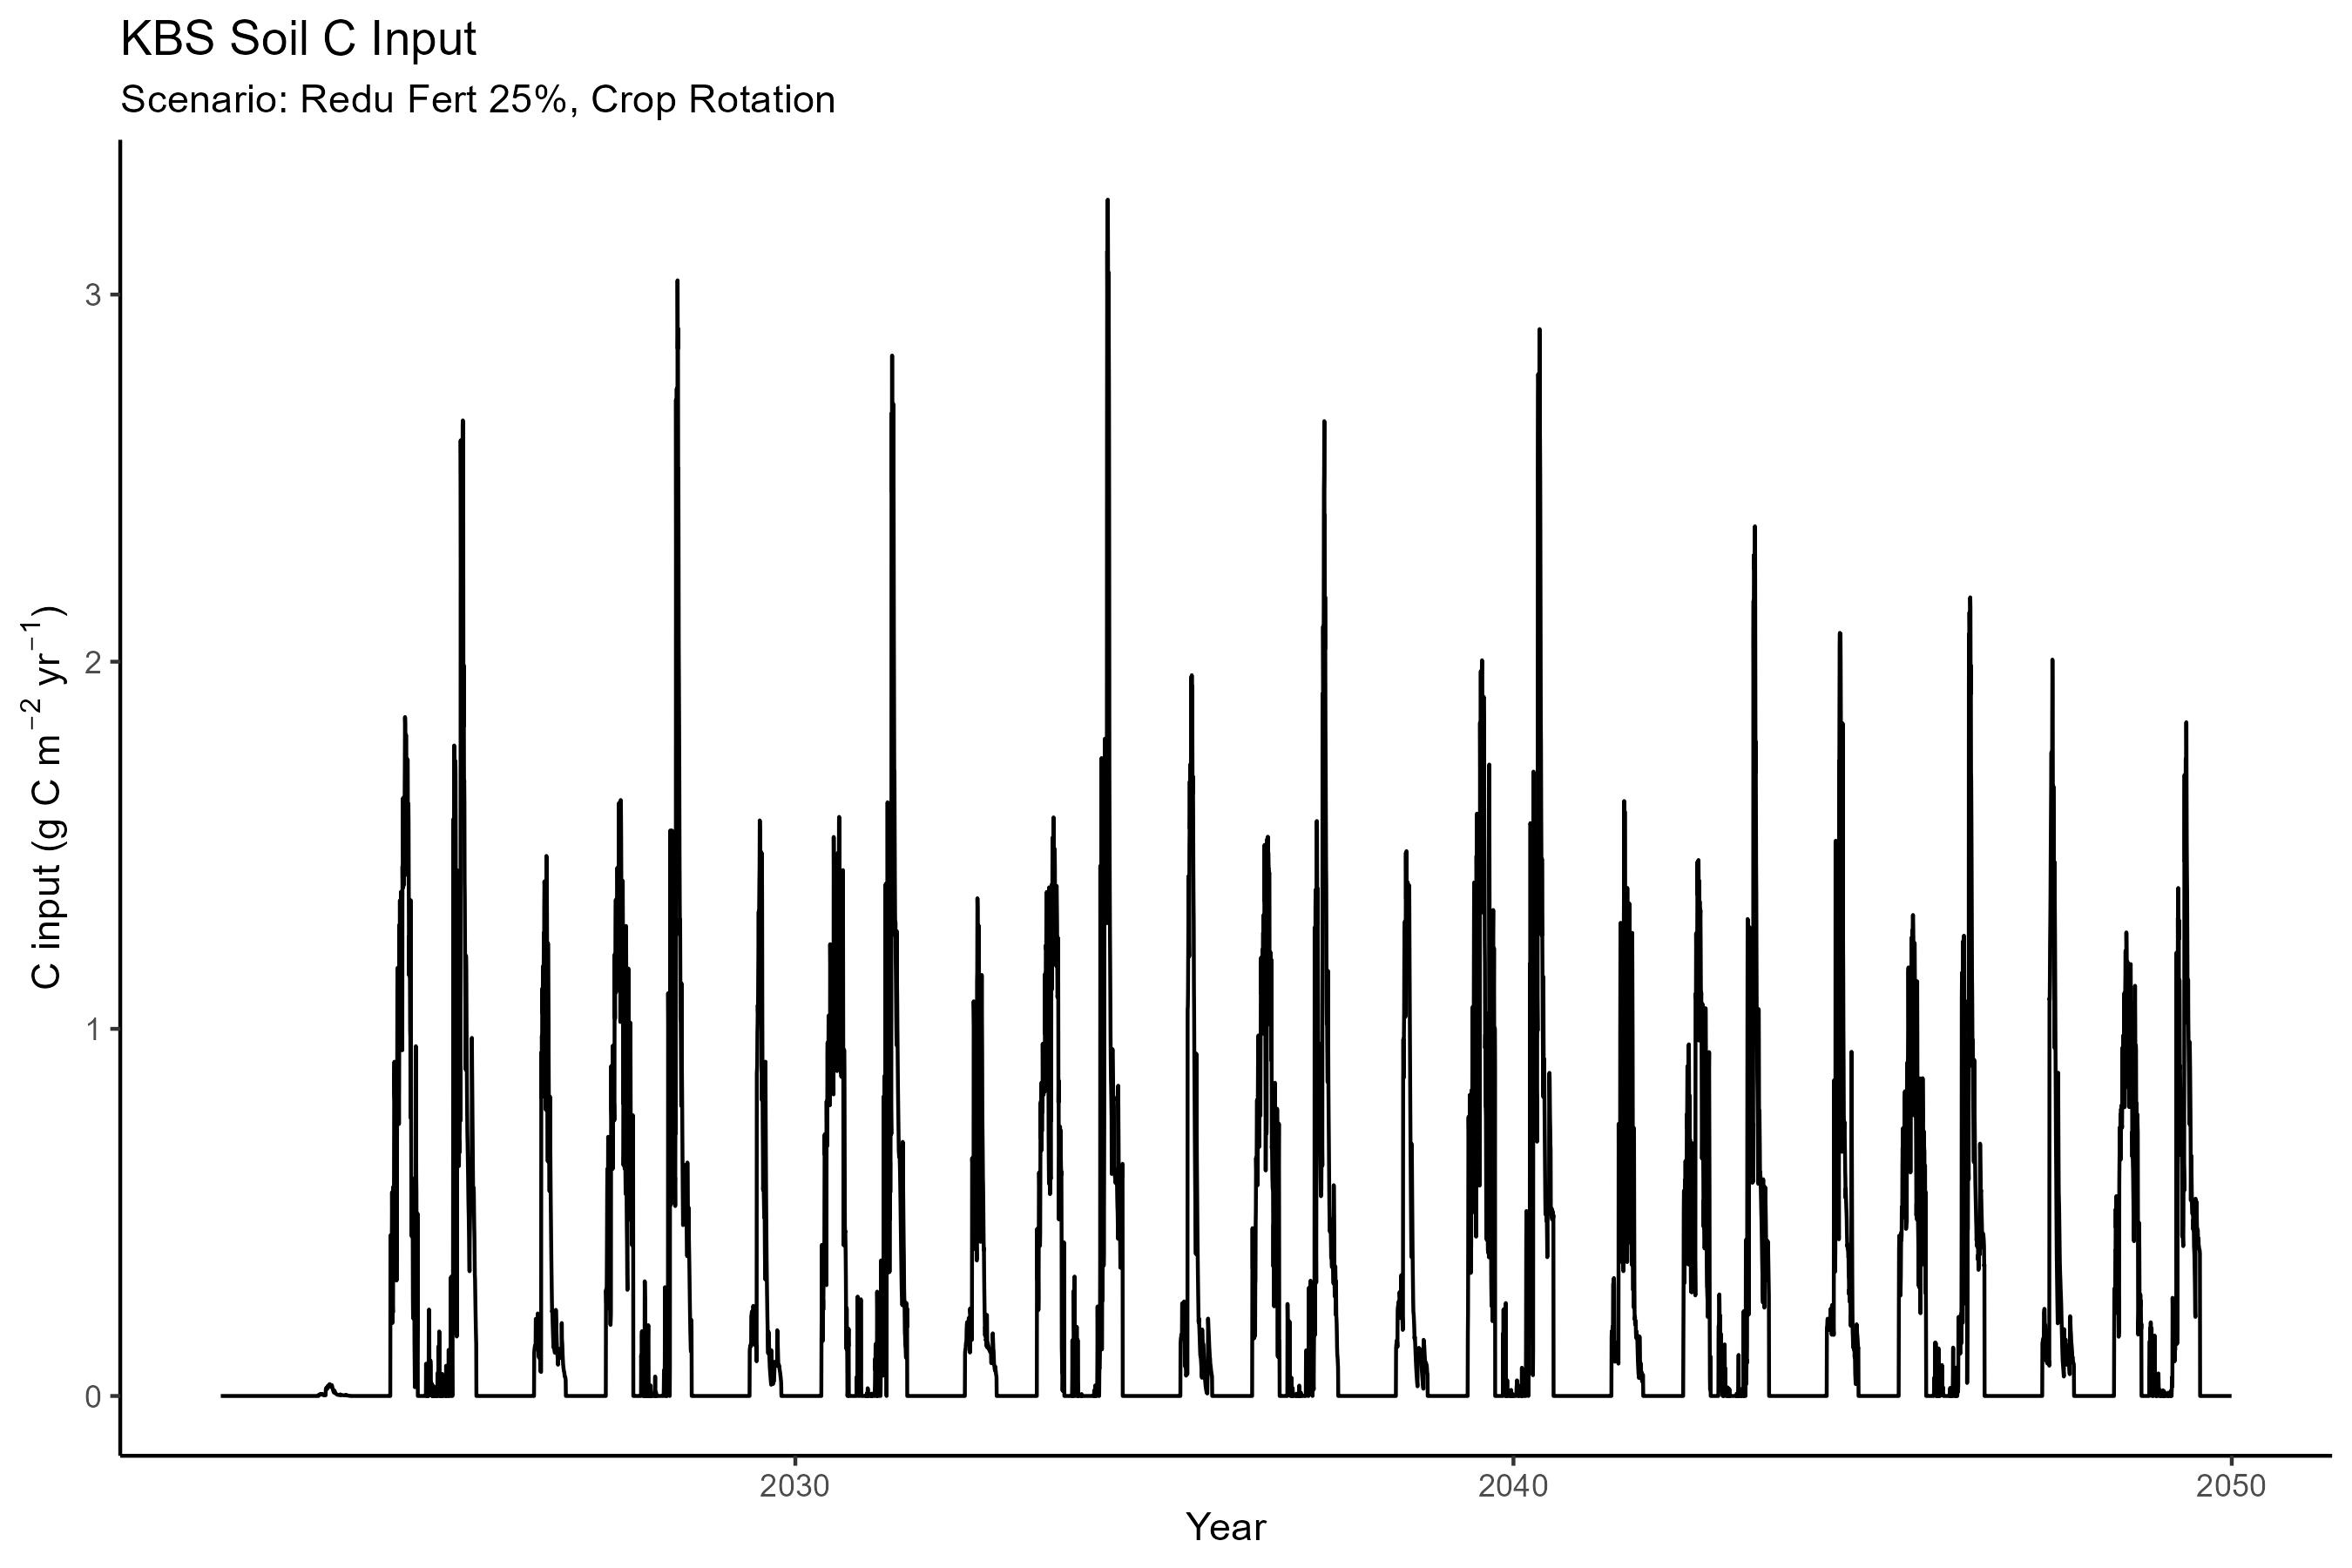 KBS Soil C Input
Scenario: Redu Fert 25%, Crop Rotation
C input (g C m⁻² yr⁻¹)
3
2
1
0
2030
2040
2050
Year